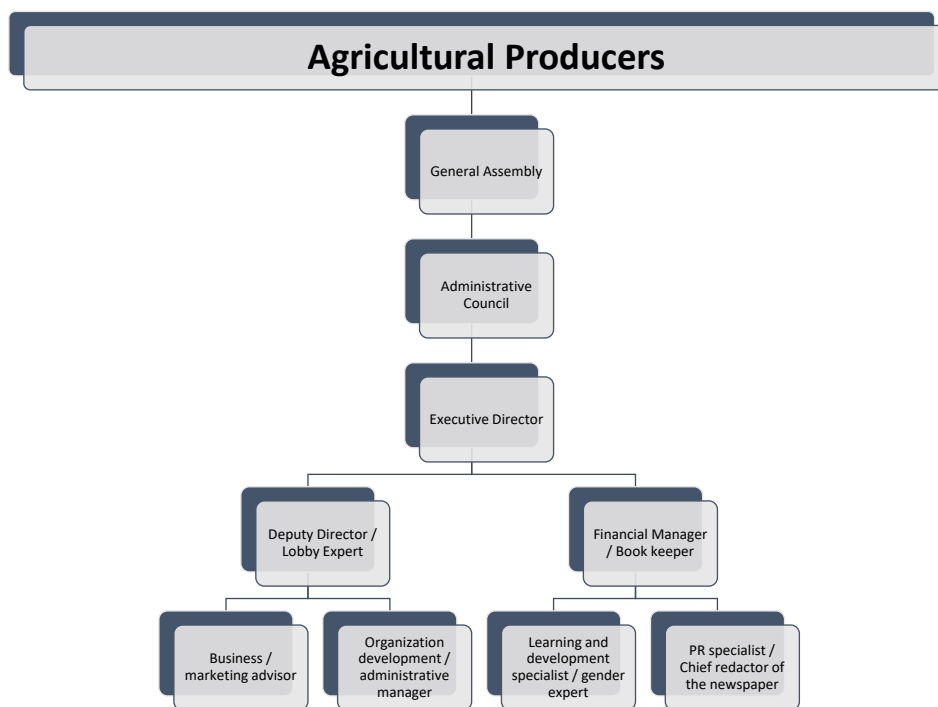 Agricultural Producers
General Assembly
Administrative
Council
Executive Director
Deputy Director /
Lobby Expert
Financial Manager
/ Book keeper
Business /
marketing advisor
Organization
development /
administrative
manager
Learning and
development
specialist / gender
expert
PR specialist /
Chief redactor of
the newspaper